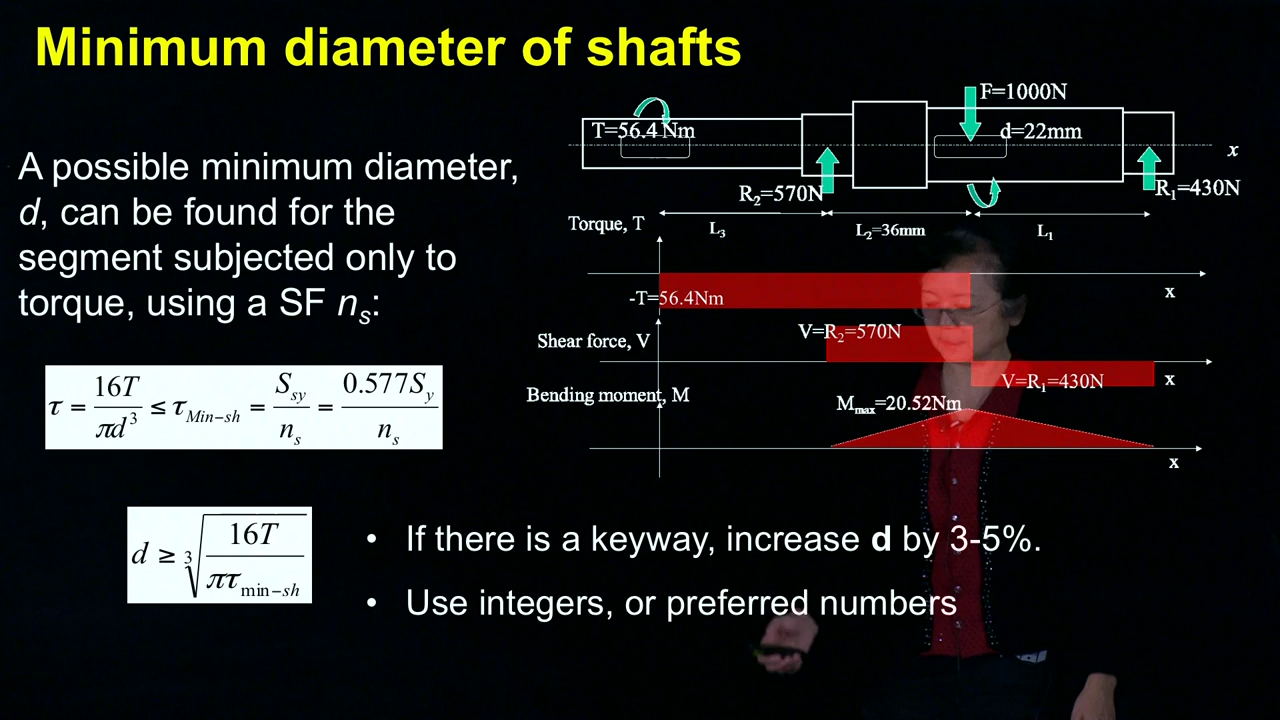 Minimum diameter of shafts
A possible minimum diameter,
d, can be found for the
segment subjected only to
torque, using a SF nₛ:
τ = 16T / πd³ ≤ τ_Min−sh = S_sy / n_s = 0.577S_y / n_s
d ≥ ∛(16T / πτ_min−sh)
• If there is a keyway, increase d by 3-5%.
• Use integers, or preferred numbers
F=1000N
T=56.4 Nm
d=22mm
x
R₂=570N
R₁=430N
Torque, T
L₃
L₂=36mm
L₁
-T=56.4Nm
x
Shear force, V
V=R₂=570N
V=R₁=430N
x
Bending moment, M
M_max=20.52Nm
x